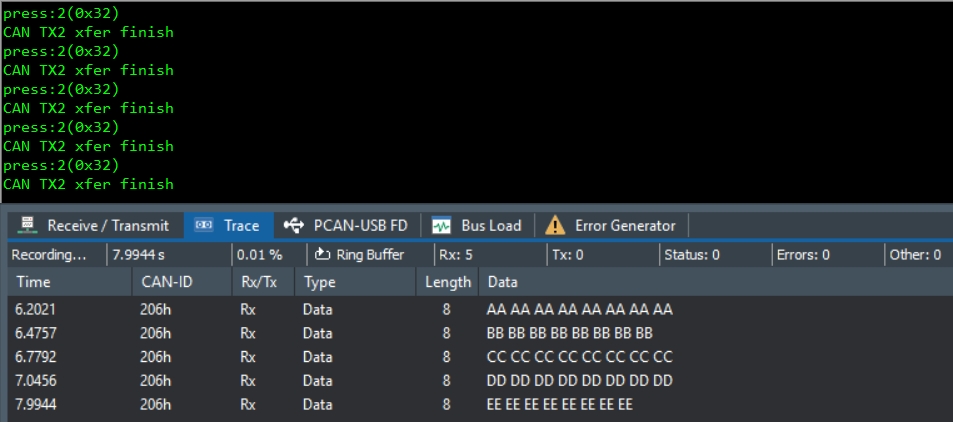 press:2(0x32)
CAN TX2 xfer finish
press:2(0x32)
CAN TX2 xfer finish
press:2(0x32)
CAN TX2 xfer finish
press:2(0x32)
CAN TX2 xfer finish
press:2(0x32)
CAN TX2 xfer finish
Receive / Transmit Trace PCAN-USB FD Bus Load Error Generator
Recording... 7.9944 s 0.01 % Ring Buffer Rx: 5 Tx: 0 Status: 0 Errors: 0 Other: 0
Time CAN-ID Rx/Tx Type Length Data
6.2021 206h Rx Data 8 AA AA AA AA AA AA AA AA
6.4757 206h Rx Data 8 BB BB BB BB BB BB BB BB
6.7792 206h Rx Data 8 CC CC CC CC CC CC CC CC
7.0456 206h Rx Data 8 DD DD DD DD DD DD DD DD
7.9944 206h Rx Data 8 EE EE EE EE EE EE EE EE